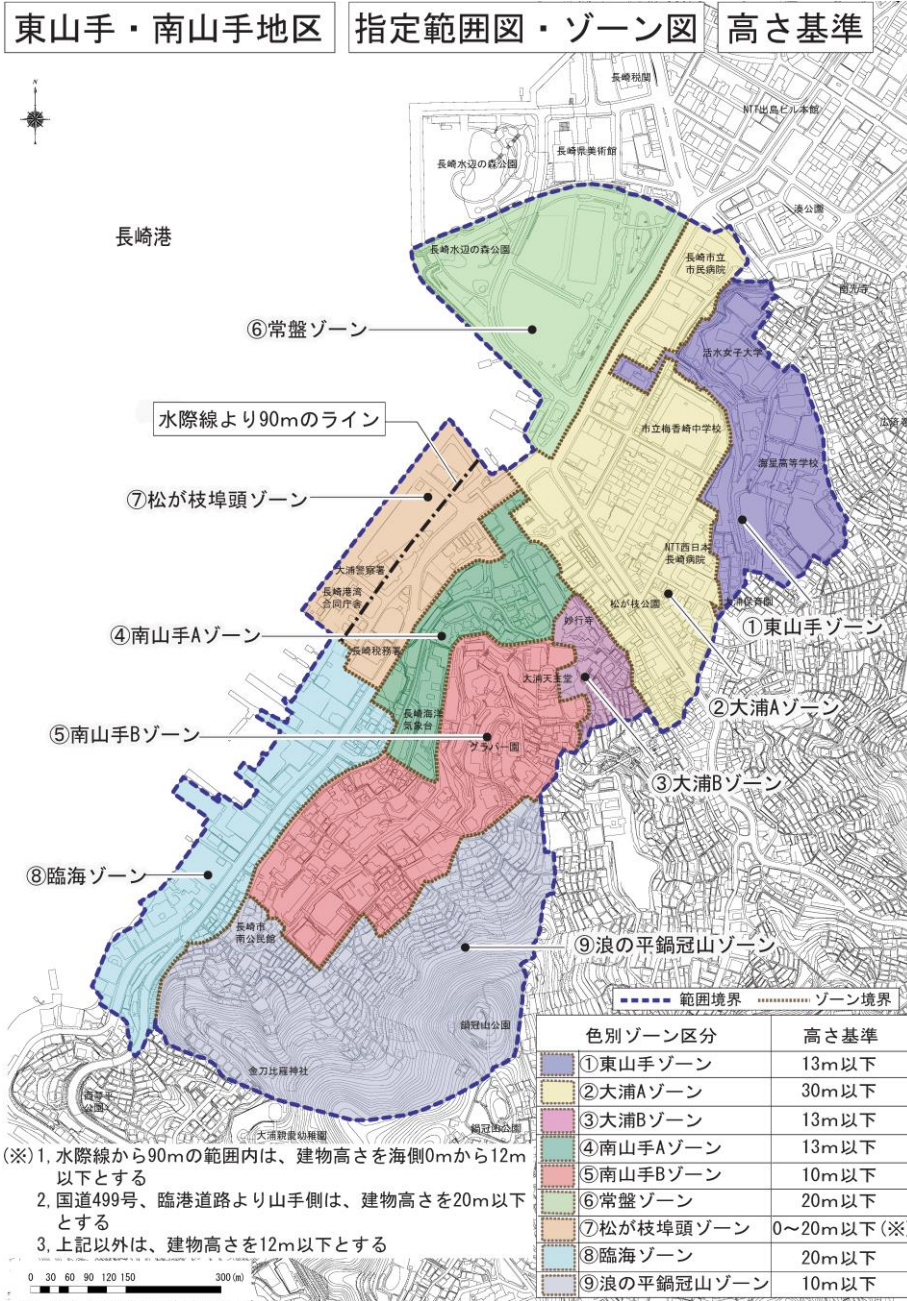 東山手・南山手地区
指定範囲図・ゾーン図
高さ基準
N
長崎税関
NTT出島ビル本館
長崎水辺の森公園
長崎県美術館
湊公園
長崎港
長崎水辺の森公園
長崎市立
市民病院
⑥常盤ゾーン
活水女子大学
水際線より90mのライン
市立梅香崎中学校
海星高等学校
⑦松が枝埠頭ゾーン
NTT西日本
長崎病院
大浦警察署
長崎港湾
合同庁舎
松が枝公園
妙行寺
①東山手ゾーン
④南山手Aゾーン
長崎税務署
大浦天主堂
②大浦Aゾーン
長崎海洋
気象台
⑤南山手Bゾーン
グラバー園
③大浦Bゾーン
⑧臨海ゾーン
長崎市
南公民館
⑨浪の平鍋冠山ゾーン
範囲境界
ゾーン境界
鍋冠山公園
金刀比羅神社
大浦親愛幼稚園
鍋冠山公園
色別ゾーン区分 高さ基準
①東山手ゾーン 13m以下
②大浦Aゾーン 30m以下
③大浦Bゾーン 13m以下
④南山手Aゾーン 13m以下
⑤南山手Bゾーン 10m以下
⑥常盤ゾーン 20m以下
⑦松が枝埠頭ゾーン 0〜20m以下(※
⑧臨海ゾーン 20m以下
⑨浪の平鍋冠山ゾーン 10m以下
(※)1, 水際線から90mの範囲内は、建物高さを海側0mから12m
以下とする
2, 国道499号、臨港道路より山手側は、建物高さを20m以下
とする
3, 上記以外は、建物高さを12m以下とする
0 30 60 90 120 150 300(m)